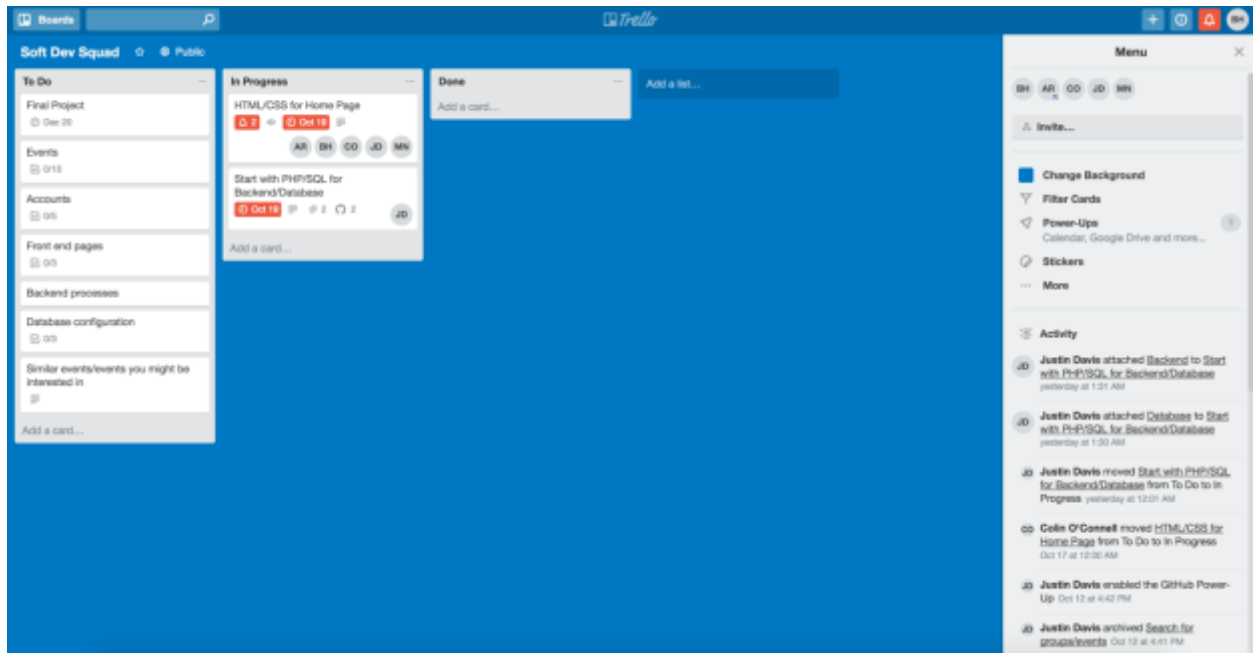 Boards
Trello
BH
Soft Dev Squad
Public
To Do
Final Project
Dec 20
Events
0/10
Accounts
0/5
Front end pages
Backend processes
Database configuration
Similar events/events you might be
interested in
Add a card...
In Progress
HTML/CSS for Home Page
2
Oct 19
AR BH CO JD MN
Start with PHP/SQL for
Backend/Database
Oct 19
2
2
JD
Add a card...
Done
Add a card...
Add a list...
Menu
BH AR CO JD MN
Invite...
Change Background
Filter Cards
Power-Ups
1
Calendar, Google Drive and more...
Stickers
More
Activity
JD
Justin Davis attached Backend to Start
with PHP/SQL for Backend/Database
yesterday at 1:31 AM
JD
Justin Davis attached Database to Start
with PHP/SQL for Backend/Database
yesterday at 1:30 AM
JD
Justin Davis moved Start with PHP/SQL
for Backend/Database from To Do to In
Progress yesterday at 12:01 AM
CO
Colin O'Connell moved HTML/CSS for
Home Page from To Do to In Progress
Oct 17 at 12:00 AM
JD
Justin Davis enabled the GitHub Power-
Up Oct 12 at 4:42 PM
JD
Justin Davis archived Search for
groups/events Oct 12 at 4:41 PM